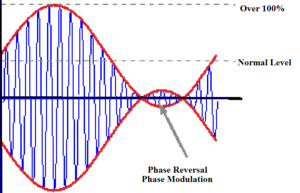 Over 100%
Normal Level
Phase Reversal
Phase Modulation